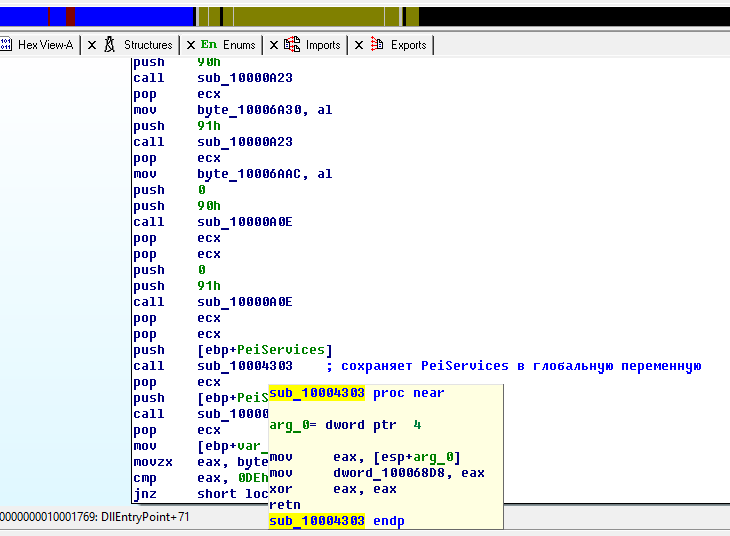 Hex View-A × Structures × En Enums × Imports × Exports
push 90h
call sub_10000A23
pop ecx
mov byte_10006A30, al
push 91h
call sub_10000A23
pop ecx
mov byte_10006AAC, al
push 0
push 90h
call sub_10000A0E
pop ecx
pop ecx
push 0
push 91h
call sub_10000A0E
pop ecx
pop ecx
push [ebp+PeiServices]
call sub_10004303 ; сохраняет PeiServices в глобальную переменную
pop ecx
push [ebp+PeiS
call sub_10000
pop ecx
mov [ebp+var_
movzx eax, byte
cmp eax, 0DEh
jnz short loc
sub_10004303 proc near
arg_0= dword ptr 4
mov eax, [esp+arg_0]
mov dword_100068D8, eax
xor eax, eax
retn
sub_10004303 endp
0000000010001769: DllEntryPoint+71